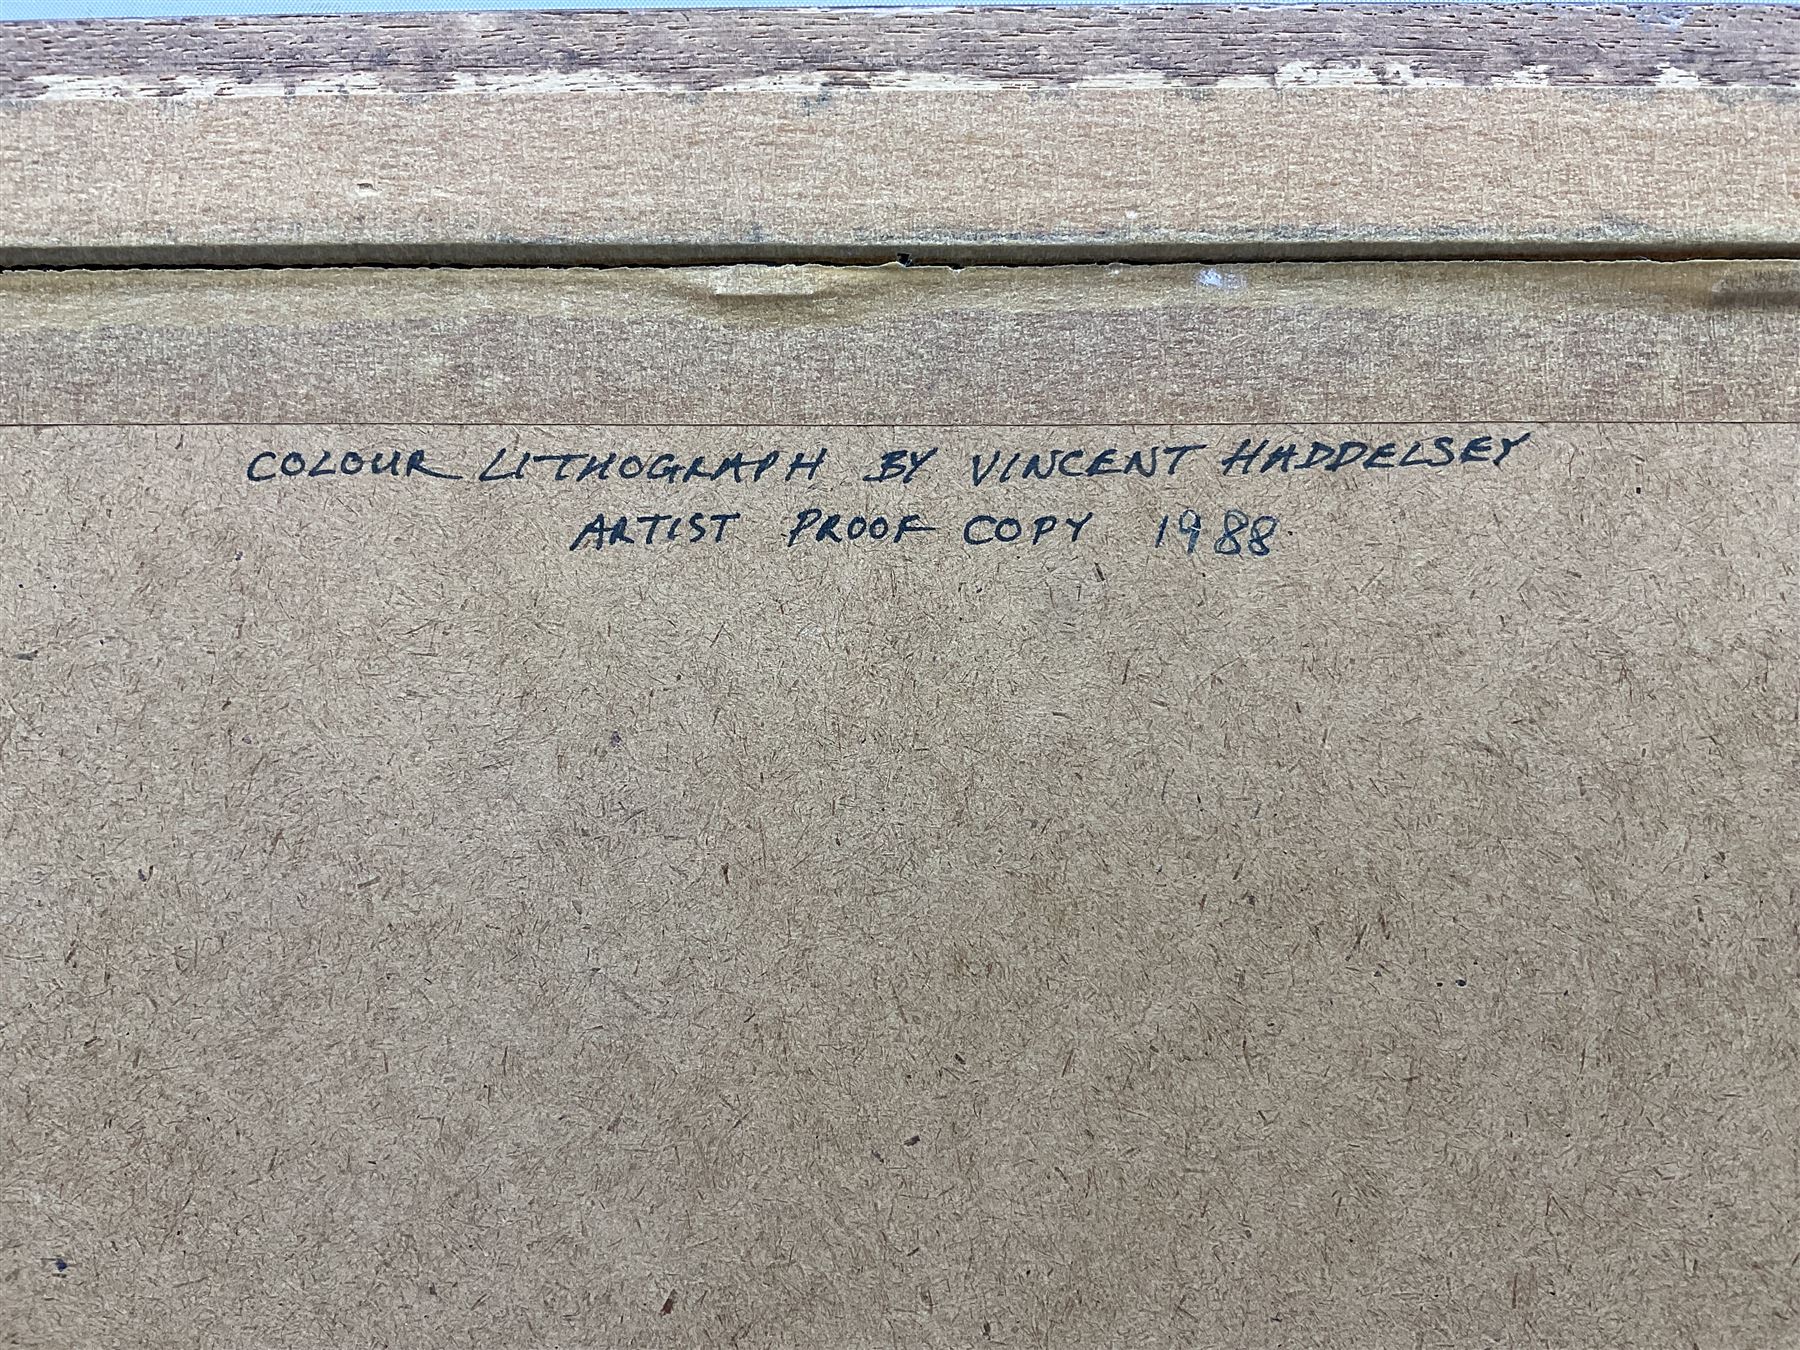 COLOUR LITHOGRAPH BY VINCENT HADDELSEY
ARTIST PROOF COPY 1988